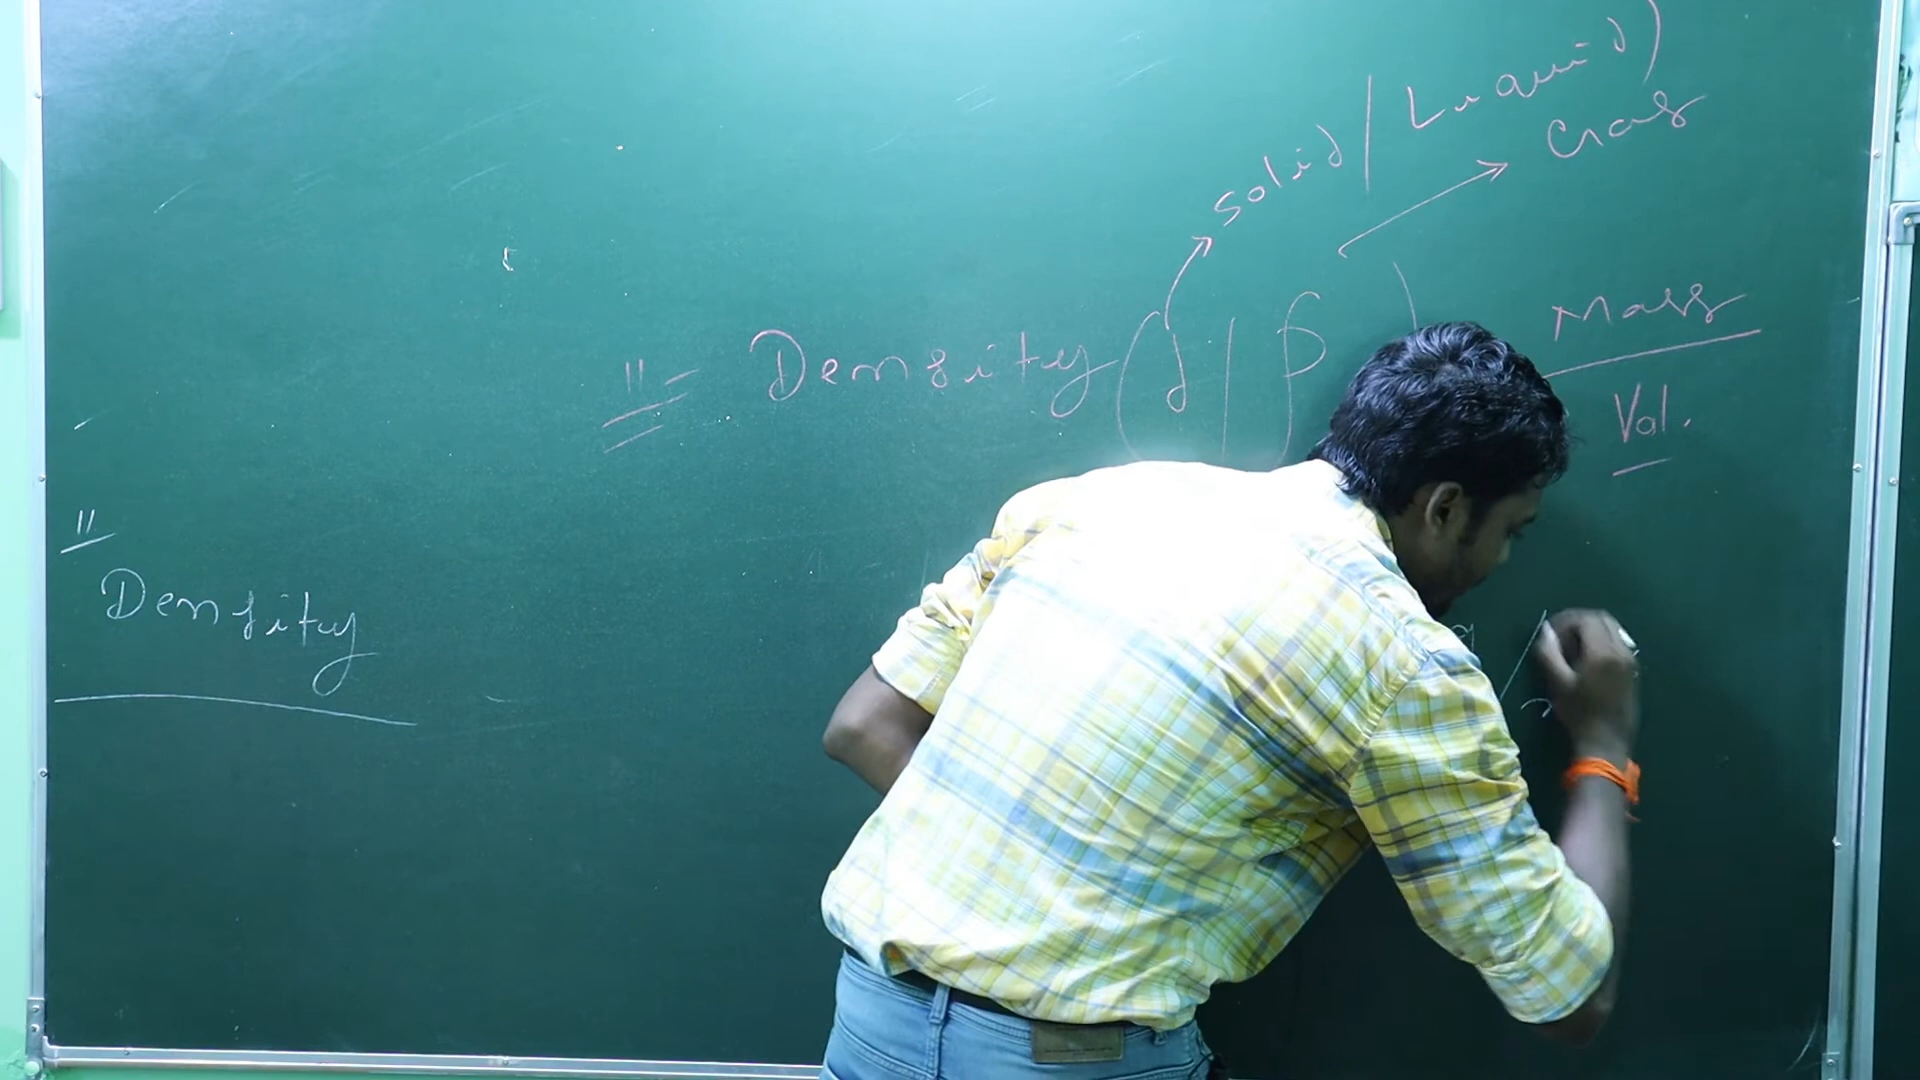 solid / Liquid)
Gas
" = Density (d / ρ ) Mass
Vol.
"
Density
g /